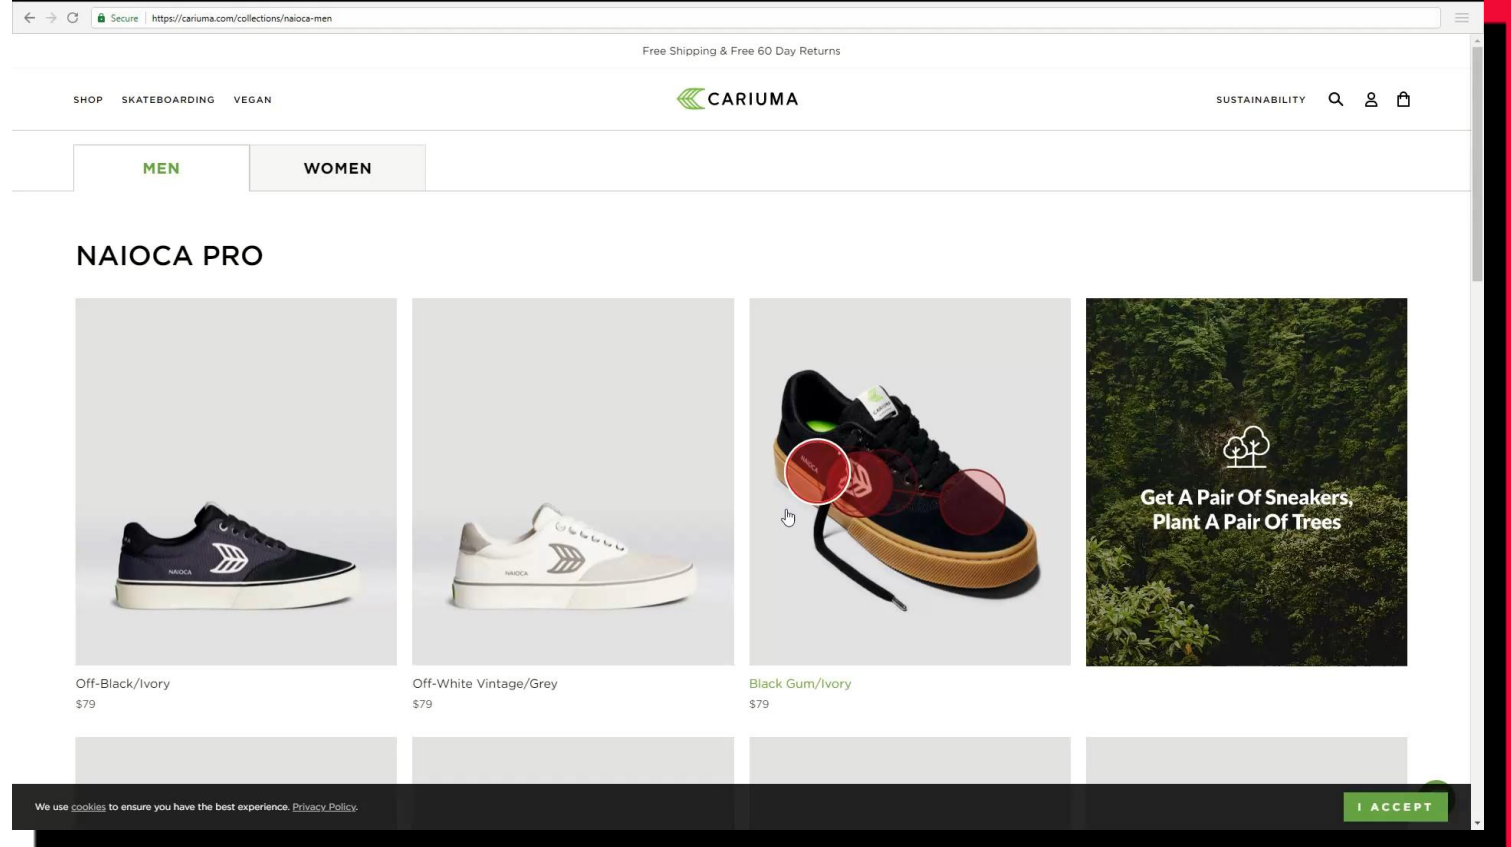 Secure https://cariuma.com/collections/naioca-men
Free Shipping & Free 60 Day Returns
SHOP SKATEBOARDING VEGAN CARIUMA SUSTAINABILITY
MEN WOMEN
NAIOCA PRO
CARIUMA
NAIOCA
NAIOCA
NAIOCA
Get A Pair Of Sneakers,
Plant A Pair Of Trees
Off-Black/Ivory Off-White Vintage/Grey Black Gum/Ivory
$79 $79 $79
We use cookies to ensure you have the best experience. Privacy Policy. I ACCEPT